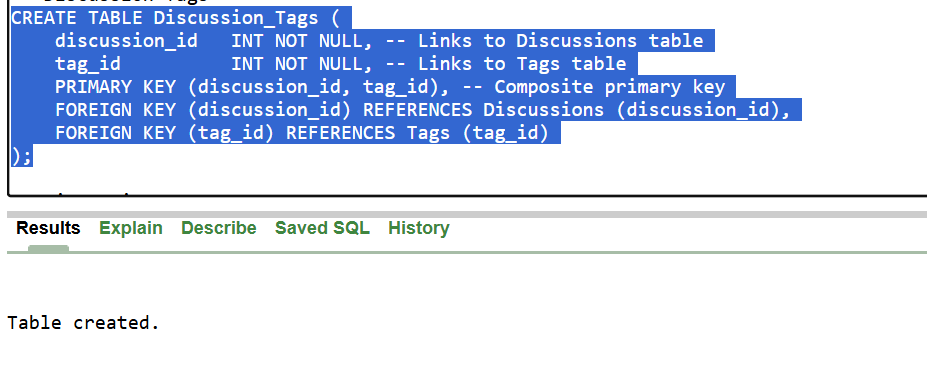 CREATE TABLE Discussion_Tags (
    discussion_id   INT NOT NULL, -- Links to Discussions table
    tag_id          INT NOT NULL, -- Links to Tags table
    PRIMARY KEY (discussion_id, tag_id), -- Composite primary key
    FOREIGN KEY (discussion_id) REFERENCES Discussions (discussion_id),
    FOREIGN KEY (tag_id) REFERENCES Tags (tag_id)
);
Results Explain Describe Saved SQL History
Table created.